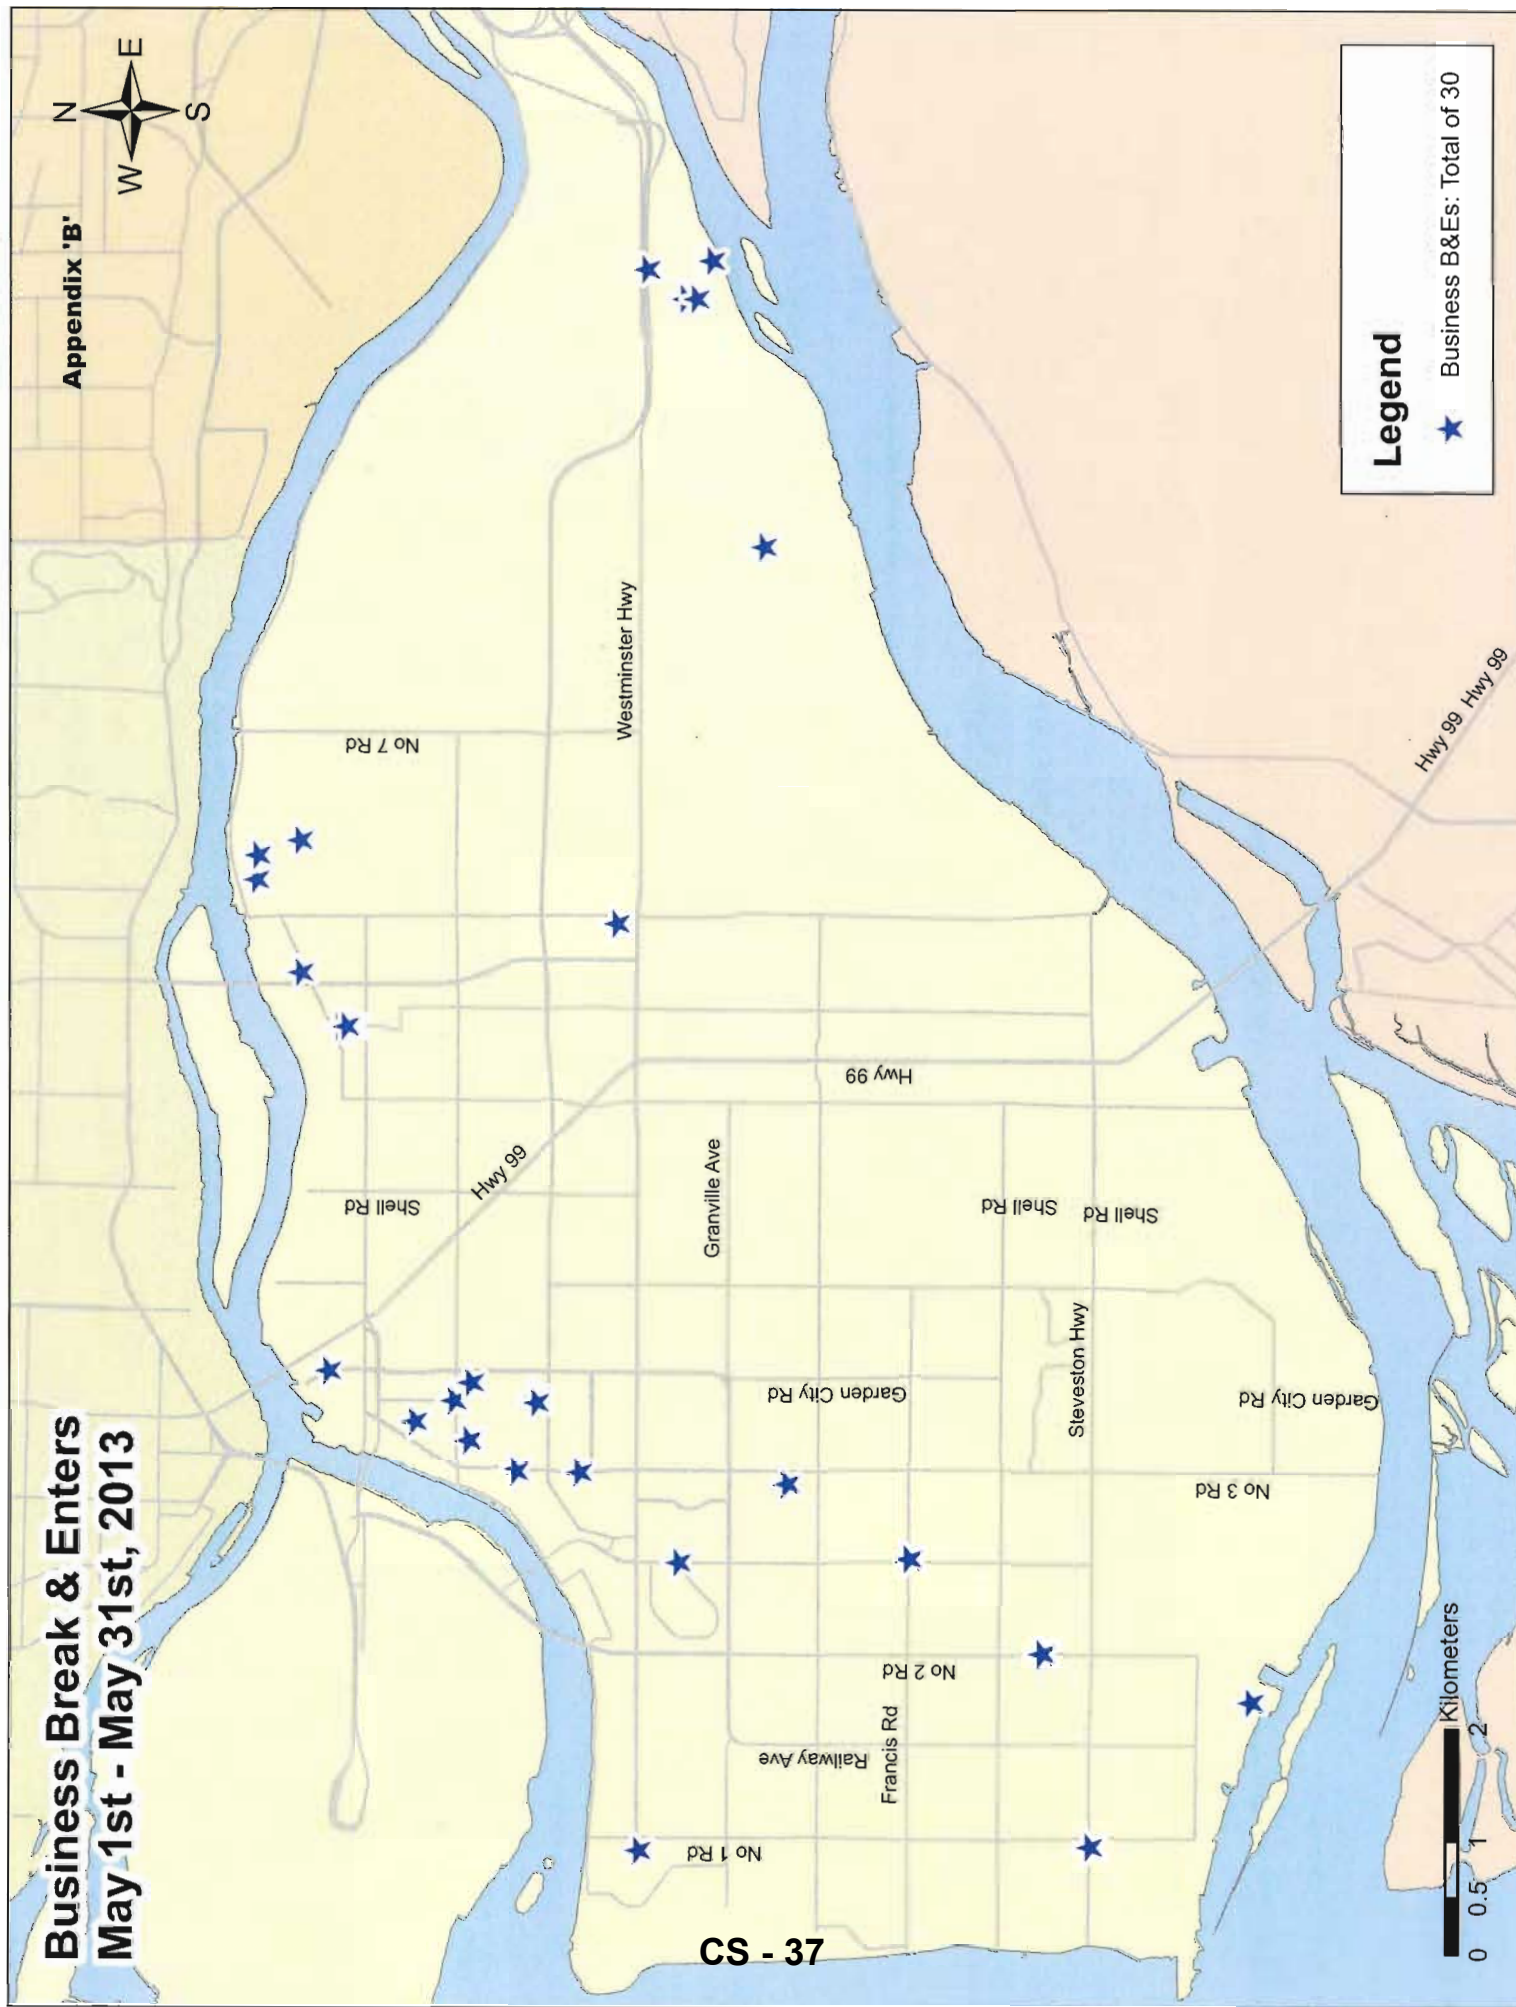 Business Break & Enters
May 1st - May 31st, 2013
Appendix 'B'
N
W
E
S
No 7 Rd
Westminster Hwy
Shell Rd
Hwy 99
Hwy 99
Granville Ave
Shell Rd
Shell Rd
Garden City Rd
Steveston Hwy
Garden City Rd
No 3 Rd
No 2 Rd
Francis Rd
Railway Ave
No 1 Rd
Hwy 99
Hwy 99
Legend
Business B&Es: Total of 30
Kilometers
0 0.5 1 2
CS - 37